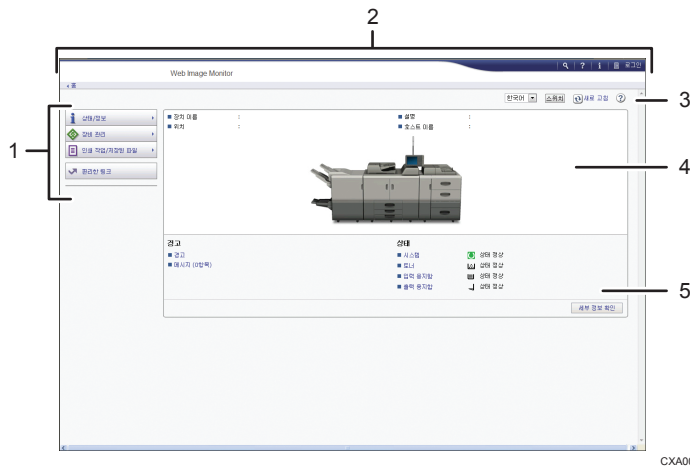 2
Web Image Monitor
로그인
홈
한국어
스위치
새로 고침
3
1
상태/정보
장비 관리
인쇄 작업/저장된 파일
편리한 링크
장치 이름 :
위치 :
설명 :
호스트 이름 :
4
경고
경고
메시지 (0항목)
상태
시스템 상태 정상
토너 상태 정상
입력 용지함 상태 정상
출력 용지함 상태 정상
5
세부 정보 확인